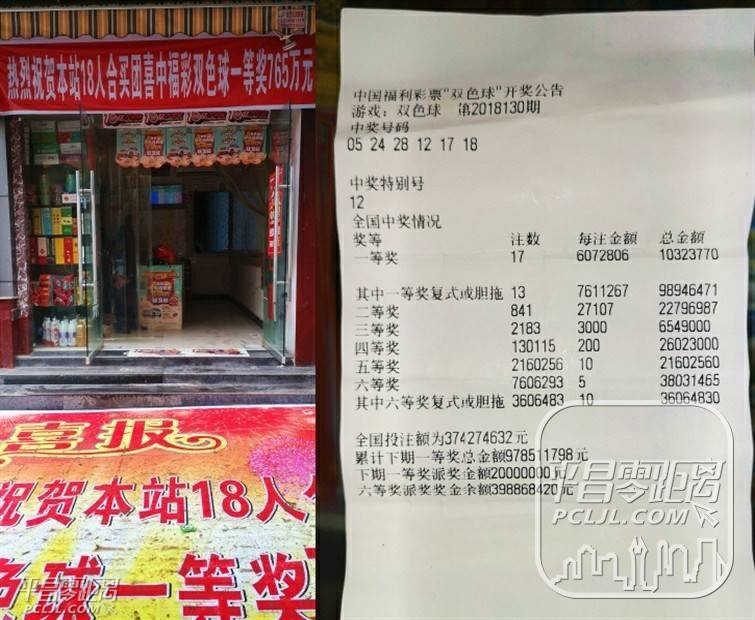 热烈祝贺本站18人合买团喜中福彩双色球一等奖765万元
喜报
祝贺本站18人
色球一等奖
平昌零距离
PCLJL.COM
中国福利彩票"双色球"开奖公告
游戏：双色球 第2018130期
中奖号码
05 24 28 12 17 18
中奖特别号
12
全国中奖情况
奖等 注数 每注金额 总金额
一等奖 17 6072806 10323770
其中一等奖复式或胆拖 13 7611267 98946471
二等奖 841 27107 22796987
三等奖 2183 3000 6549000
四等奖 130115 200 26023000
五等奖 2160256 10 21602560
六等奖 7606293 5 38031465
其中六等奖复式或胆拖 3606483 10 36064830
全国投注额为374274632元
累计下期一等奖总金额978511798元
下期一等奖派奖金额20000000元
六等奖派奖奖金余额398868420元
平昌零距离
PCLJL.COM